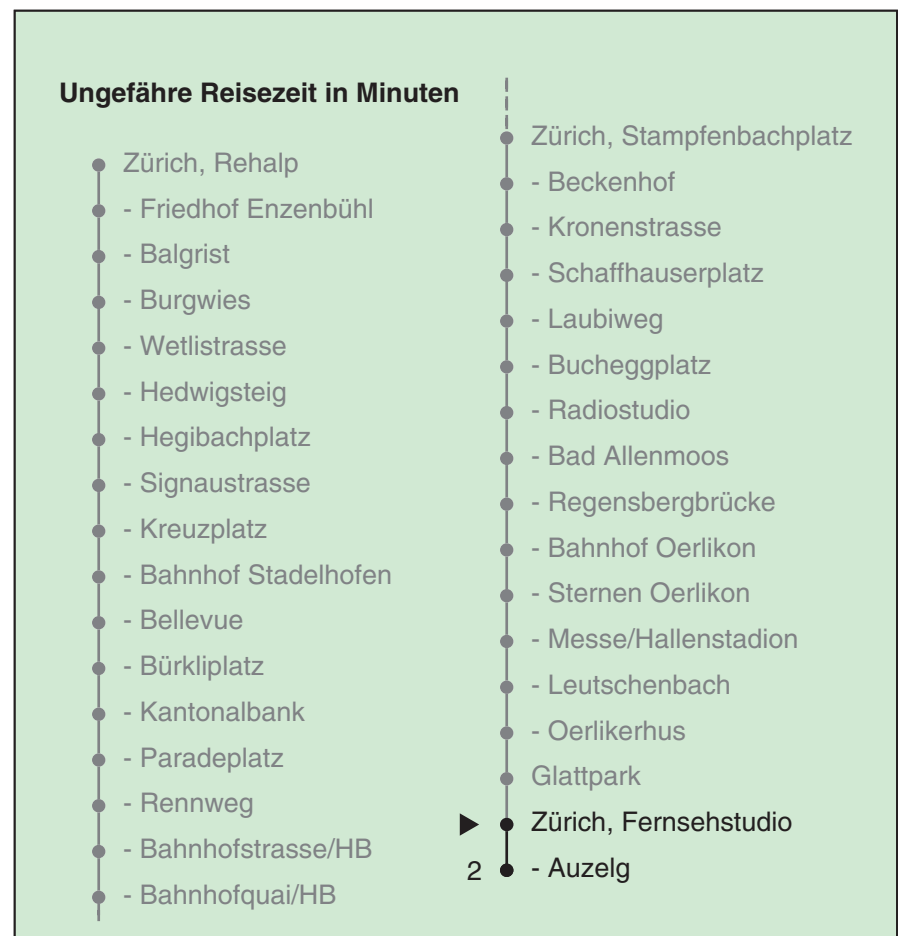 Ungefähre Reisezeit in Minuten
Zürich, Rehalp
- Friedhof Enzenbühl
- Balgrist
- Burgwies
- Wetlistrasse
- Hedwigsteig
- Hegibachplatz
- Signaustrasse
- Kreuzplatz
- Bahnhof Stadelhofen
- Bellevue
- Bürkliplatz
- Kantonalbank
- Paradeplatz
- Rennweg
- Bahnhofstrasse/HB
- Bahnhofquai/HB
Zürich, Stampfenbachplatz
- Beckenhof
- Kronenstrasse
- Schaffhauserplatz
- Laubiweg
- Bucheggplatz
- Radiostudio
- Bad Allenmoos
- Regensbergbrücke
- Bahnhof Oerlikon
- Sternen Oerlikon
- Messe/Hallenstadion
- Leutschenbach
- Oerlikerhus
Glattpark
Zürich, Fernsehstudio
2 - Auzelg